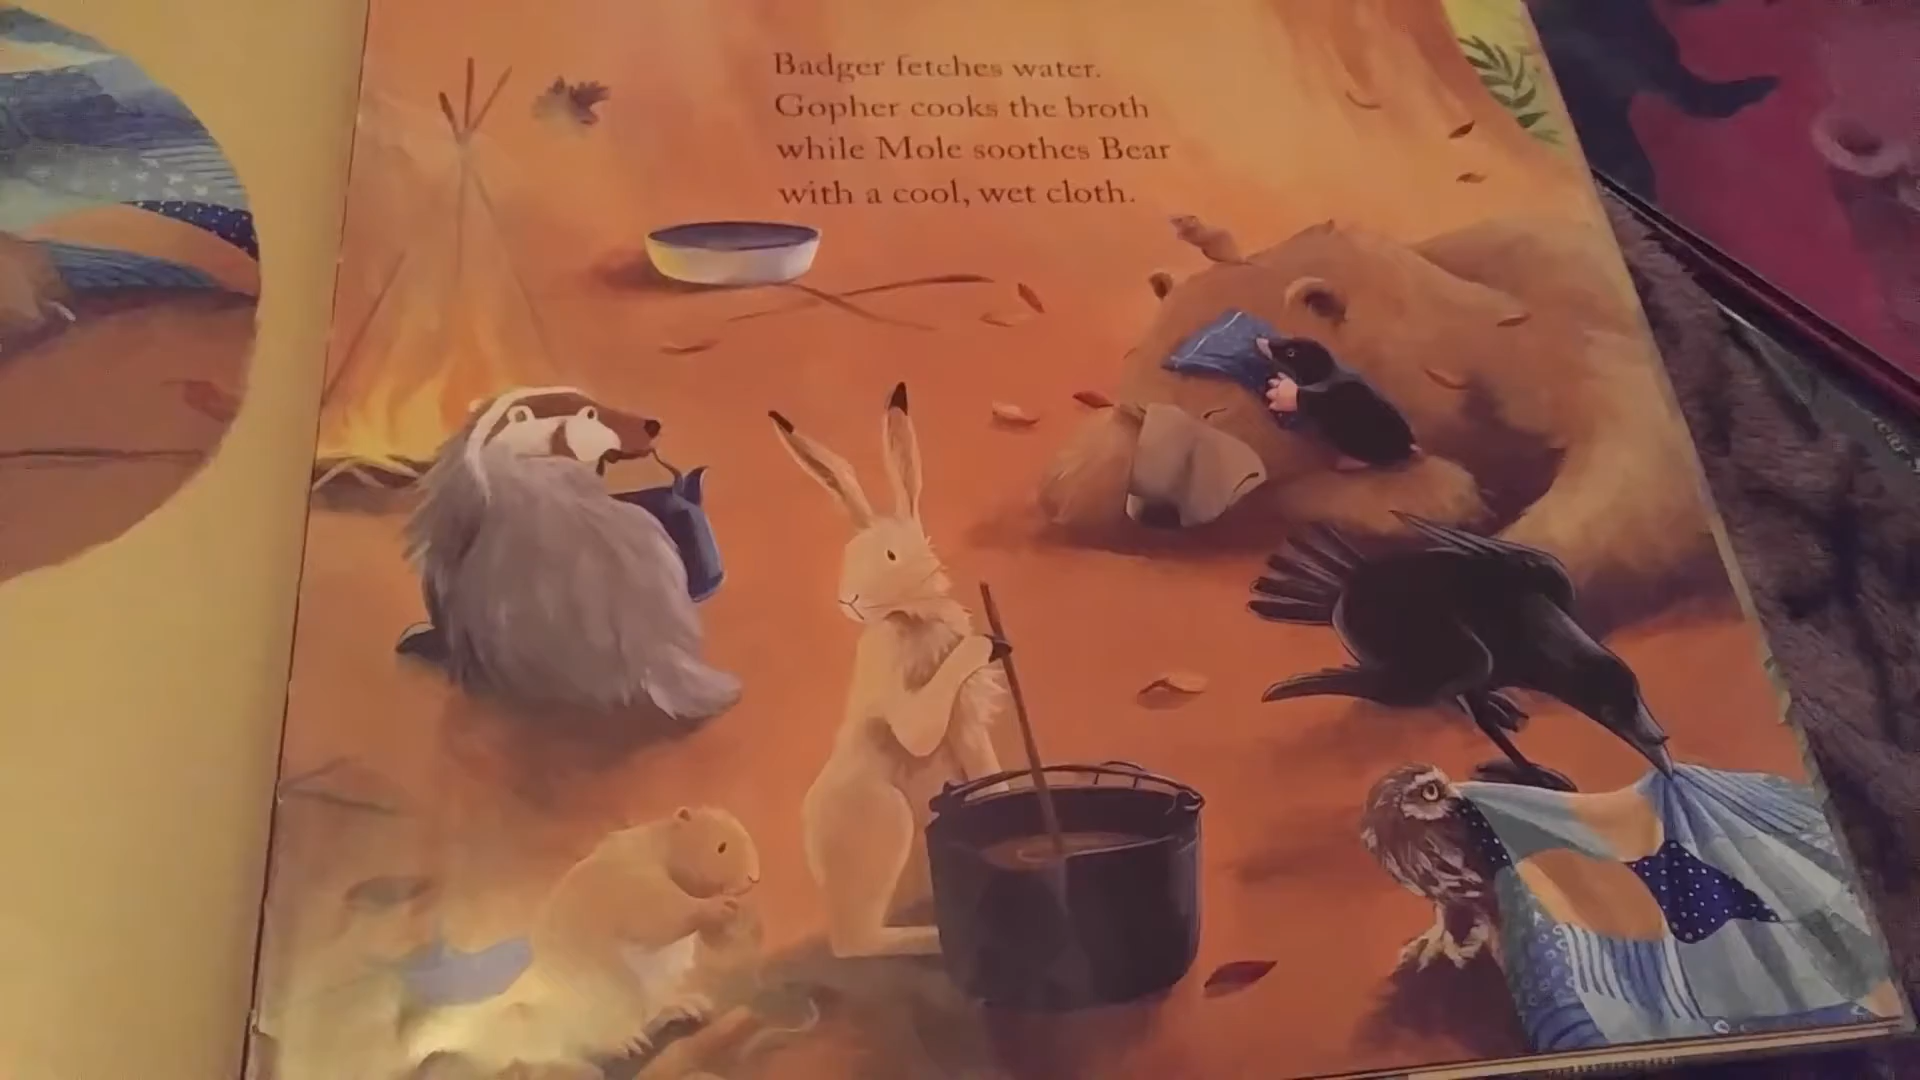 Badger fetches water.
Gopher cooks the broth
while Mole soothes Bear
with a cool, wet cloth.